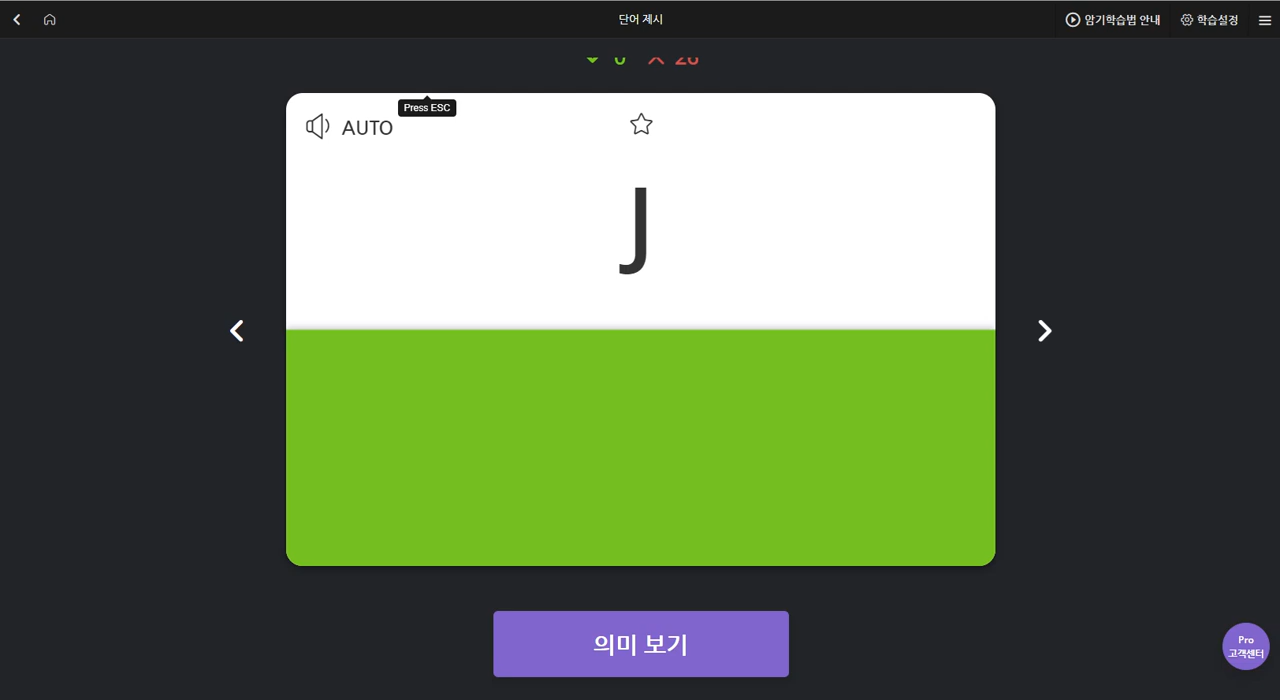 단어 제시
암기학습법 안내
학습설정
Press ESC
AUTO
J
의미 보기
Pro
고객센터